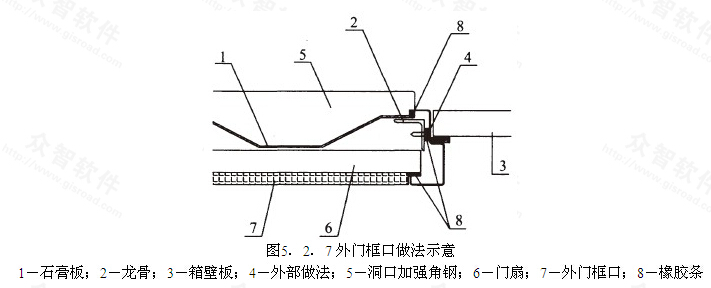 众智软件
http://www.gisroad.com
2
8
1
5
4
3
7
6
8
图5．2．7外门框口做法示意
1—石膏板；2—龙骨；3—箱壁板；4—外部做法；5—洞口加强角钢；6—门扇；7—外门框口；8—橡胶条